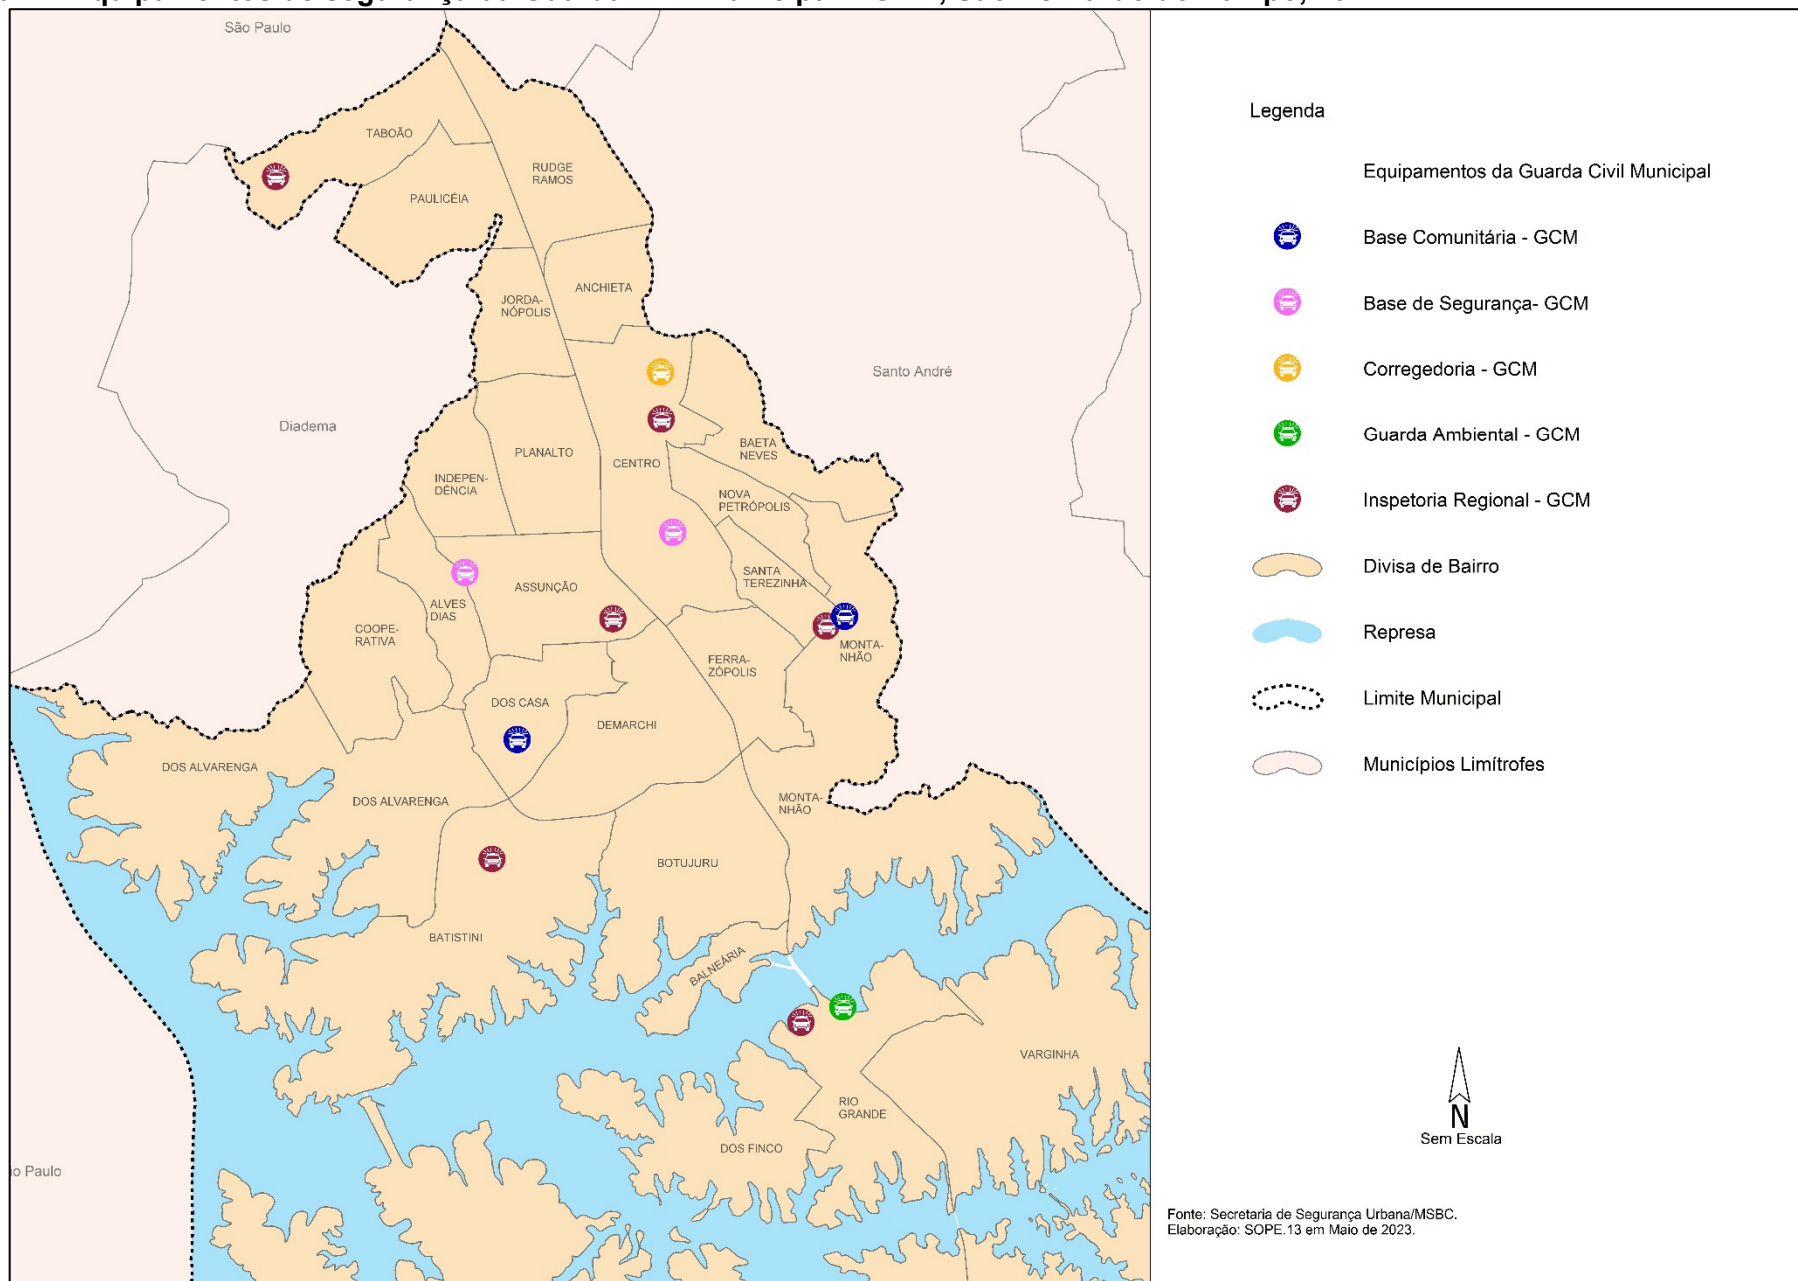 São Paulo
TABOÃO
RUDGE
RAMOS
PAULICÉIA
ANCHIETA
JORDA-
NÓPOLIS
Santo André
Diadema
BAETA
NEVES
PLANALTO
CENTRO
INDEPEN-
DÊNCIA
NOVA
PETRÓPOLIS
SANTA
TEREZINHA
ASSUNÇÃO
ALVES
DIAS
COOPE-
RATIVA
MONTA-
NHÃO
FERRA-
ZÓPOLIS
DOS CASA
DEMARCHI
DOS ALVARENGA
DOS ALVARENGA
MONTA-
NHÃO
BOTUJURU
BATISTINI
BALNEÁRIA
VARGINHA
RIO
GRANDE
DOS FINCO
o Paulo
Legenda
Equipamentos da Guarda Civil Municipal
Base Comunitária - GCM
Base de Segurança- GCM
Corregedoria - GCM
Guarda Ambiental - GCM
Inspetoria Regional - GCM
Divisa de Bairro
Represa
Limite Municipal
Municípios Limítrofes
N
Sem Escala
Fonte: Secretaria de Segurança Urbana/MSBC.
Elaboração: SOPE.13 em Maio de 2023.